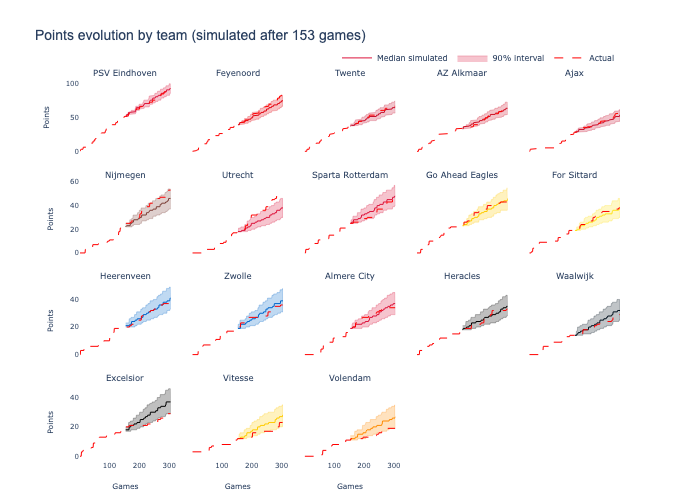 Points evolution by team (simulated after 153 games)
Median simulated 90% interval Actual
PSV Eindhoven Feyenoord Twente AZ Alkmaar Ajax
100
50
0
Points
Nijmegen Utrecht Sparta Rotterdam Go Ahead Eagles For Sittard
60
40
20
0
Points
Heerenveen Zwolle Almere City Heracles Waalwijk
40
20
0
Points
Excelsior Vitesse Volendam
40
20
0
Points
100 200 300 100 200 300 100 200 300
Games Games